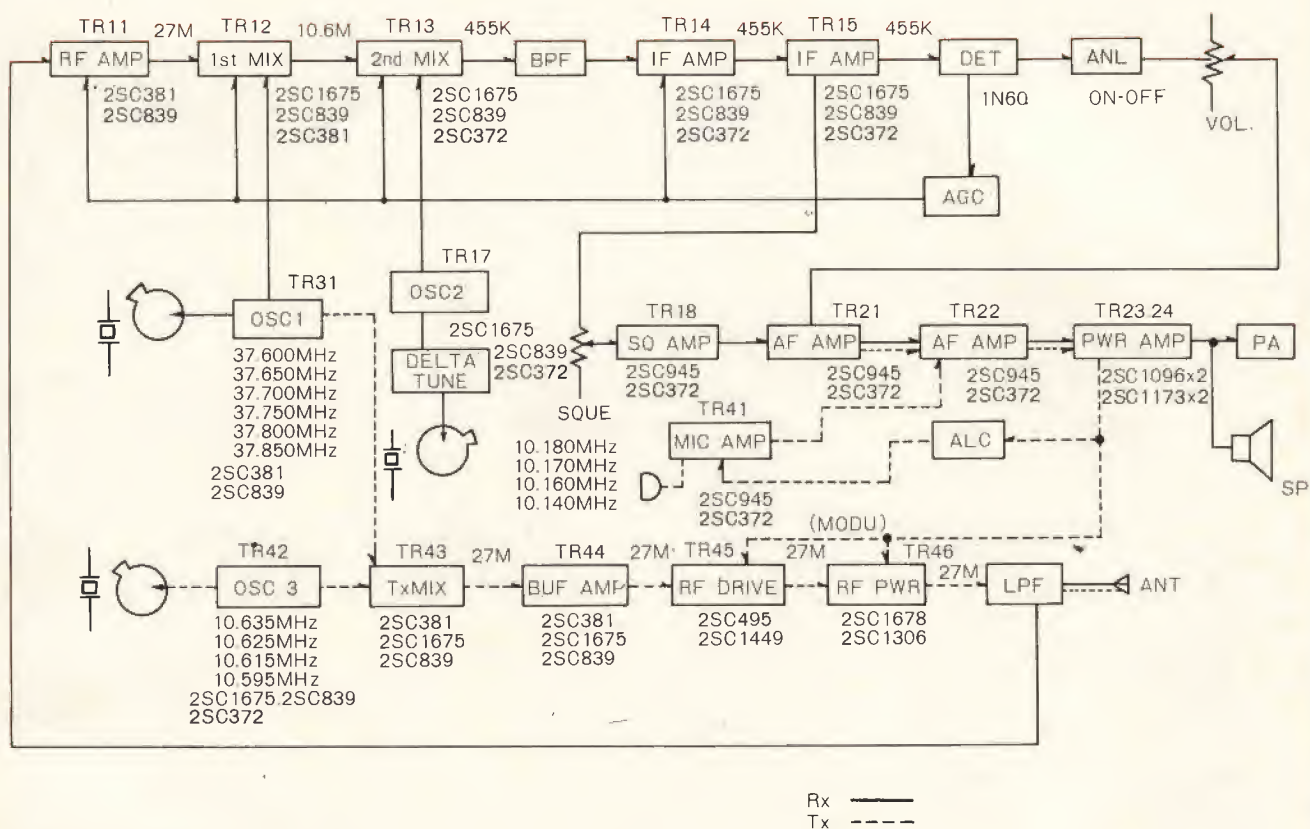 TR11
27M
TR12
10.6M
TR13
455K
TR14
455K
TR15
455K
RF AMP
1st MIX
2nd MIX
BPF
IF AMP
IF AMP
DET
ANL
2SC381
2SC839
2SC1675
2SC839
2SC381
2SC1675
2SC839
2SC372
2SC1675
2SC839
2SC372
2SC1675
2SC839
2SC372
1N60
ON-OFF
VOL.
AGC
TR31
OSC1
37.600MHz
37.650MHz
37.700MHz
37.750MHz
37.800MHz
37.850MHz
2SC381
2SC839
TR17
OSC2
2SC1675
2SC839
2SC372
DELTA
TUNE
SQUE
10.180MHz
10.170MHz
10.160MHz
10.140MHz
TR18
SQ AMP
2SC945
2SC372
TR21
AF AMP
2SC945
2SC372
TR22
AF AMP
2SC945
2SC372
TR23.24
PWR AMP
2SC1096x2
2SC1173x2
PA
SP
TR41
MIC AMP
2SC945
2SC372
ALC
(MODU)
TR42
OSC 3
10.635MHz
10.625MHz
10.615MHz
10.595MHz
2SC1675.2SC839
2SC372
TR43
TxMIX
2SC381
2SC1675
2SC839
27M
TR44
BUF AMP
2SC381
2SC1675
2SC839
27M
TR45
RF DRIVE
2SC495
2SC1449
27M
TR46
RF PWR
2SC1678
2SC1306
27M
LPF
ANT
Rx
Tx